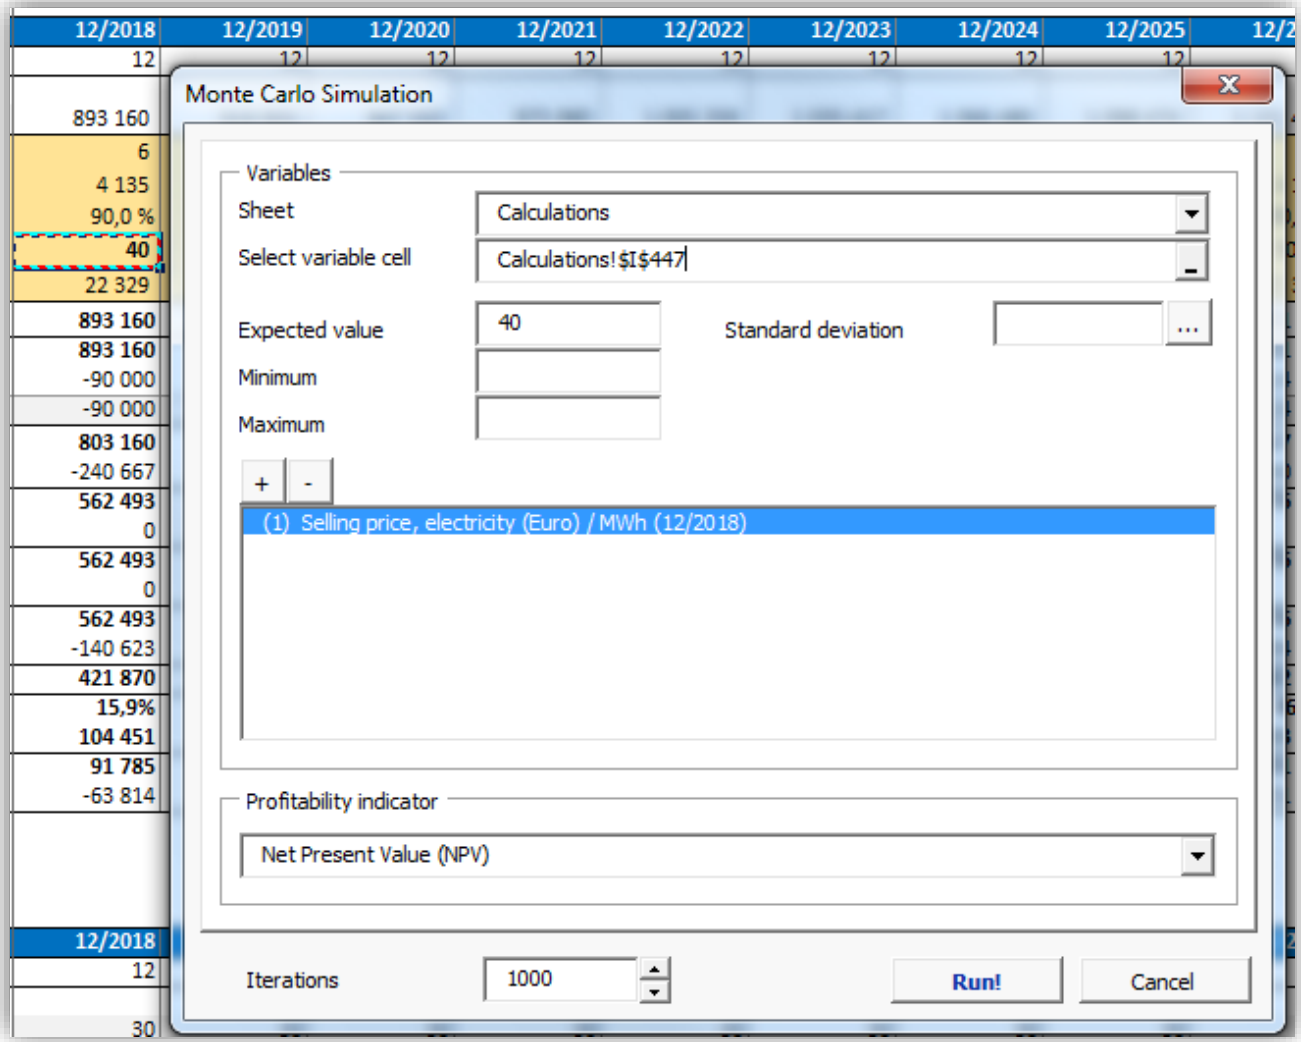 12/2018 12/2019 12/2020 12/2021 12/2022 12/2023 12/2024 12/2025 12/2
12 12 12 12 12 12 12 12
Monte Carlo Simulation
893 160
6
Variables
4 135
Sheet Calculations
90,0 %
40
Select variable cell Calculations!$I$447
22 329
893 160
Expected value 40 Standard deviation ...
893 160
-90 000
Minimum
-90 000
Maximum
803 160
-240 667
+ -
562 493
(1) Selling price, electricity (Euro) / MWh (12/2018)
0
562 493
0
562 493
-140 623
421 870
15,9%
104 451
91 785
-63 814
Profitability indicator
Net Present Value (NPV)
12/2018
12
Iterations 1000 Run! Cancel
30